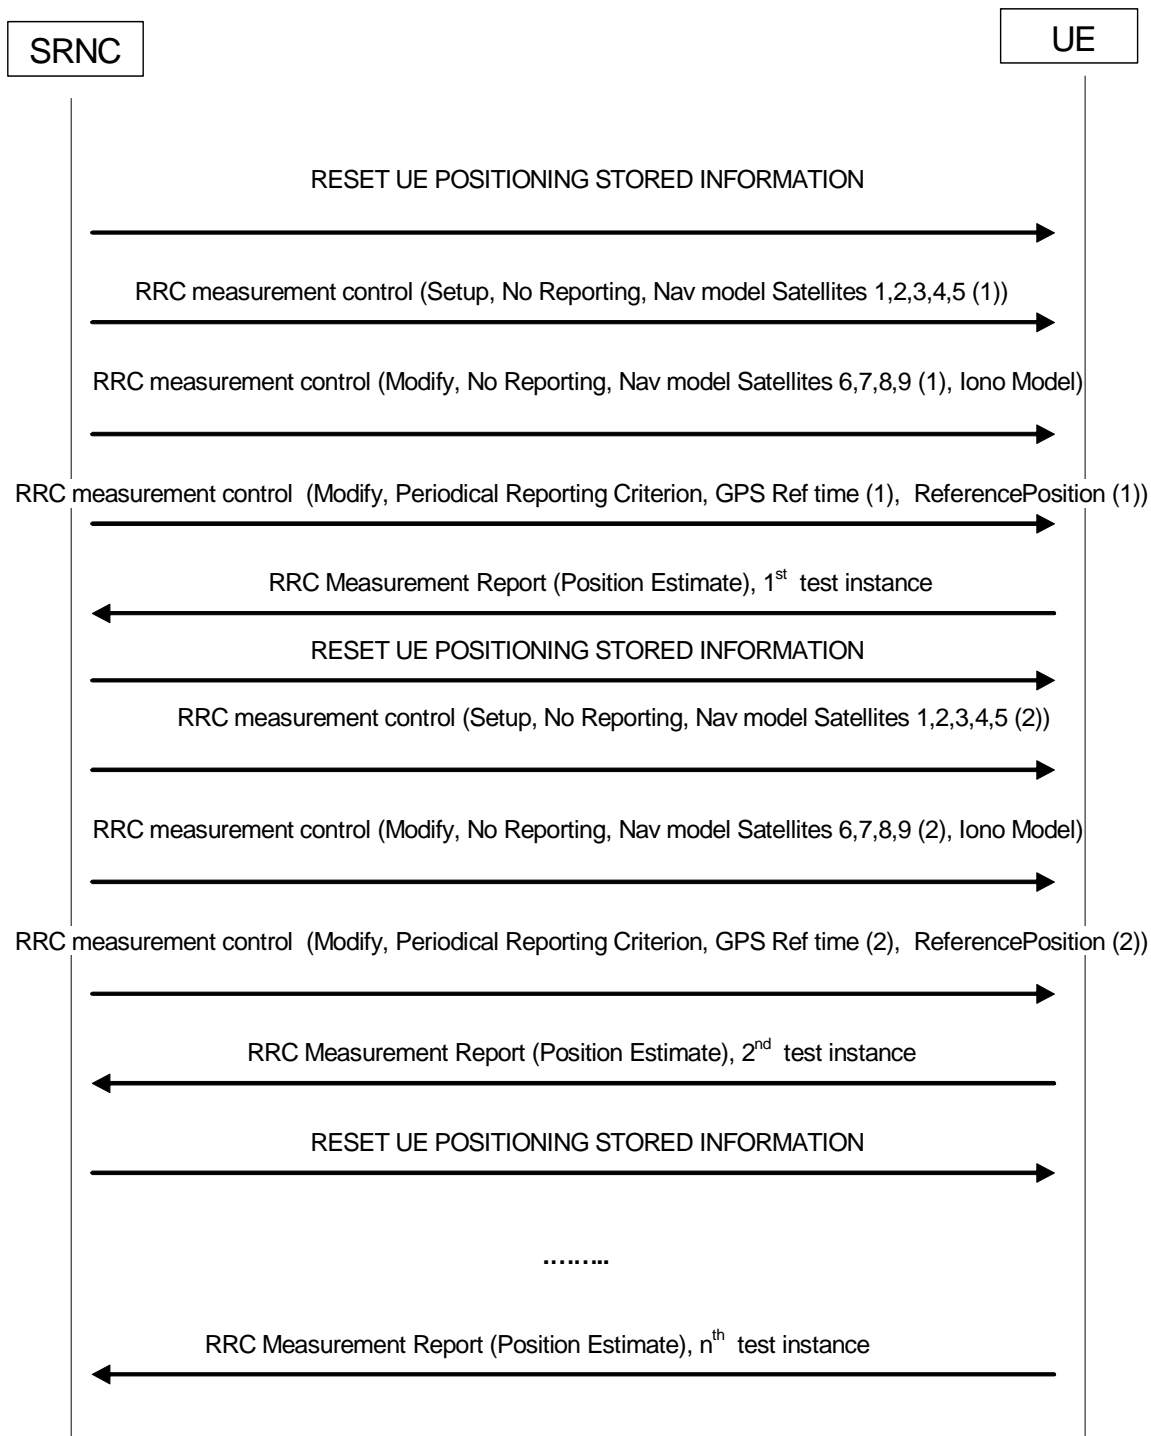 SRNC
UE
RESET UE POSITIONING STORED INFORMATION
RRC measurement control (Setup, No Reporting, Nav model Satellites 1,2,3,4,5 (1))
RRC measurement control (Modify, No Reporting, Nav model Satellites 6,7,8,9 (1), Iono Model)
RRC measurement control (Modify, Periodical Reporting Criterion, GPS Ref time (1), ReferencePosition (1))
RRC Measurement Report (Position Estimate), 1st test instance
RESET UE POSITIONING STORED INFORMATION
RRC measurement control (Setup, No Reporting, Nav model Satellites 1,2,3,4,5 (2))
RRC measurement control (Modify, No Reporting, Nav model Satellites 6,7,8,9 (2), Iono Model)
RRC measurement control (Modify, Periodical Reporting Criterion, GPS Ref time (2), ReferencePosition (2))
RRC Measurement Report (Position Estimate), 2nd test instance
RESET UE POSITIONING STORED INFORMATION
………
RRC Measurement Report (Position Estimate), nth test instance